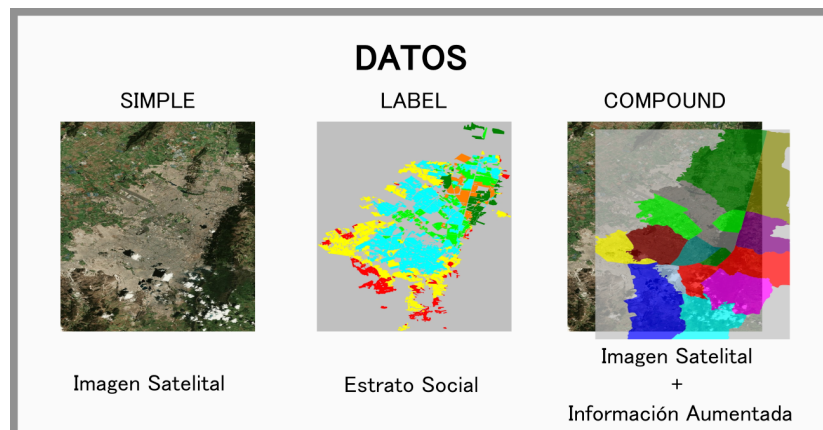 DATOS
SIMPLE
LABEL
COMPOUND
Imagen Satelital
Estrato Social
Imagen Satelital
+
Información Aumentada